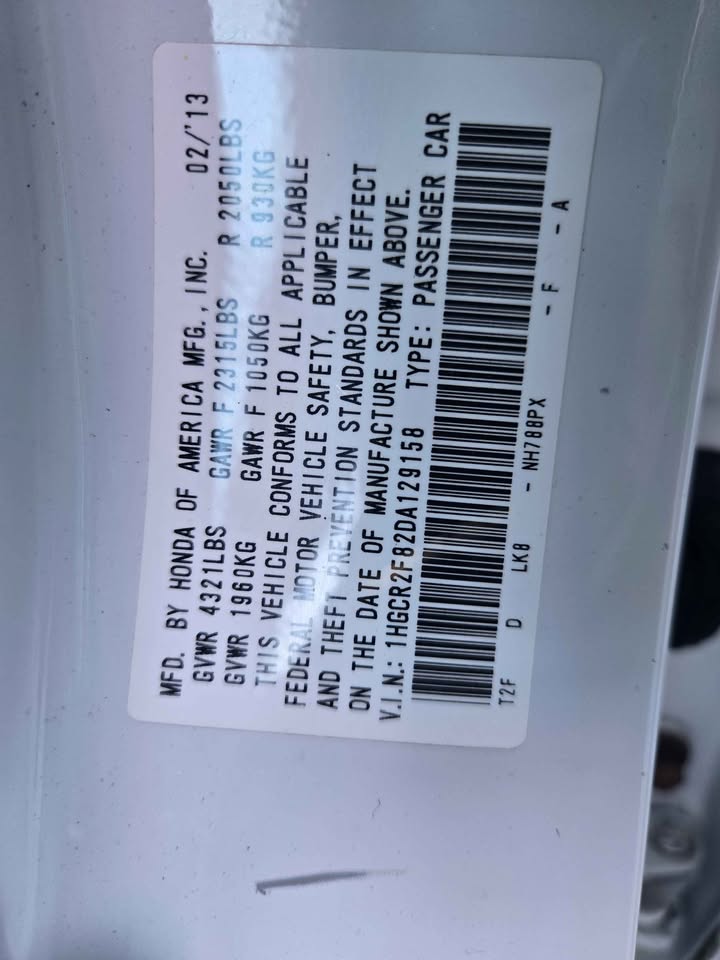 MFD. BY HONDA OF AMERICA MFG., INC. 02/'13
GVWR 4321LBS GAWR F 2315LBS R 2050LBS
GVWR 1960KG GAWR F 1050KG R 930KG
THIS VEHICLE CONFORMS TO ALL APPLICABLE
FEDERAL MOTOR VEHICLE SAFETY, BUMPER,
AND THEFT PREVENTION STANDARDS IN EFFECT
ON THE DATE OF MANUFACTURE SHOWN ABOVE.
V.I.N.: 1HGCR2F82DA129158 TYPE: PASSENGER CAR
T2F D LK8 - NH788PX - F - A